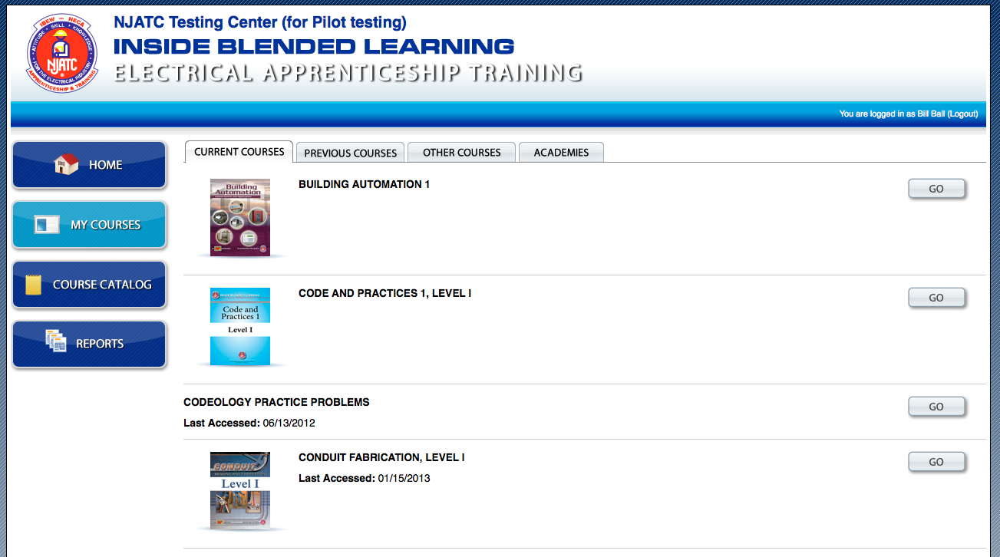 NJATC Testing Center (for Pilot testing)
INSIDE BLENDED LEARNING
ELECTRICAL APPRENTICESHIP TRAINING
IBEW – NECA
ATTITUDE • SKILL • KNOWLEDGE
NJATC
FOR THE ELECTRICAL INDUSTRY
APPRENTICESHIP & TRAINING
You are logged in as Bill Ball (Logout)
HOME
MY COURSES
COURSE CATALOG
REPORTS
CURRENT COURSES PREVIOUS COURSES OTHER COURSES ACADEMIES
Building
Automation
BUILDING AUTOMATION 1 GO
INSIDE BLENDED LEARNING
Code and
Practices 1
Level I
CODE AND PRACTICES 1, LEVEL I GO
CODEOLOGY PRACTICE PROBLEMS GO
Last Accessed: 06/13/2012
CONDUIT
BENDING AND FABRICATION
Level I
CONDUIT FABRICATION, LEVEL I GO
Last Accessed: 01/15/2013